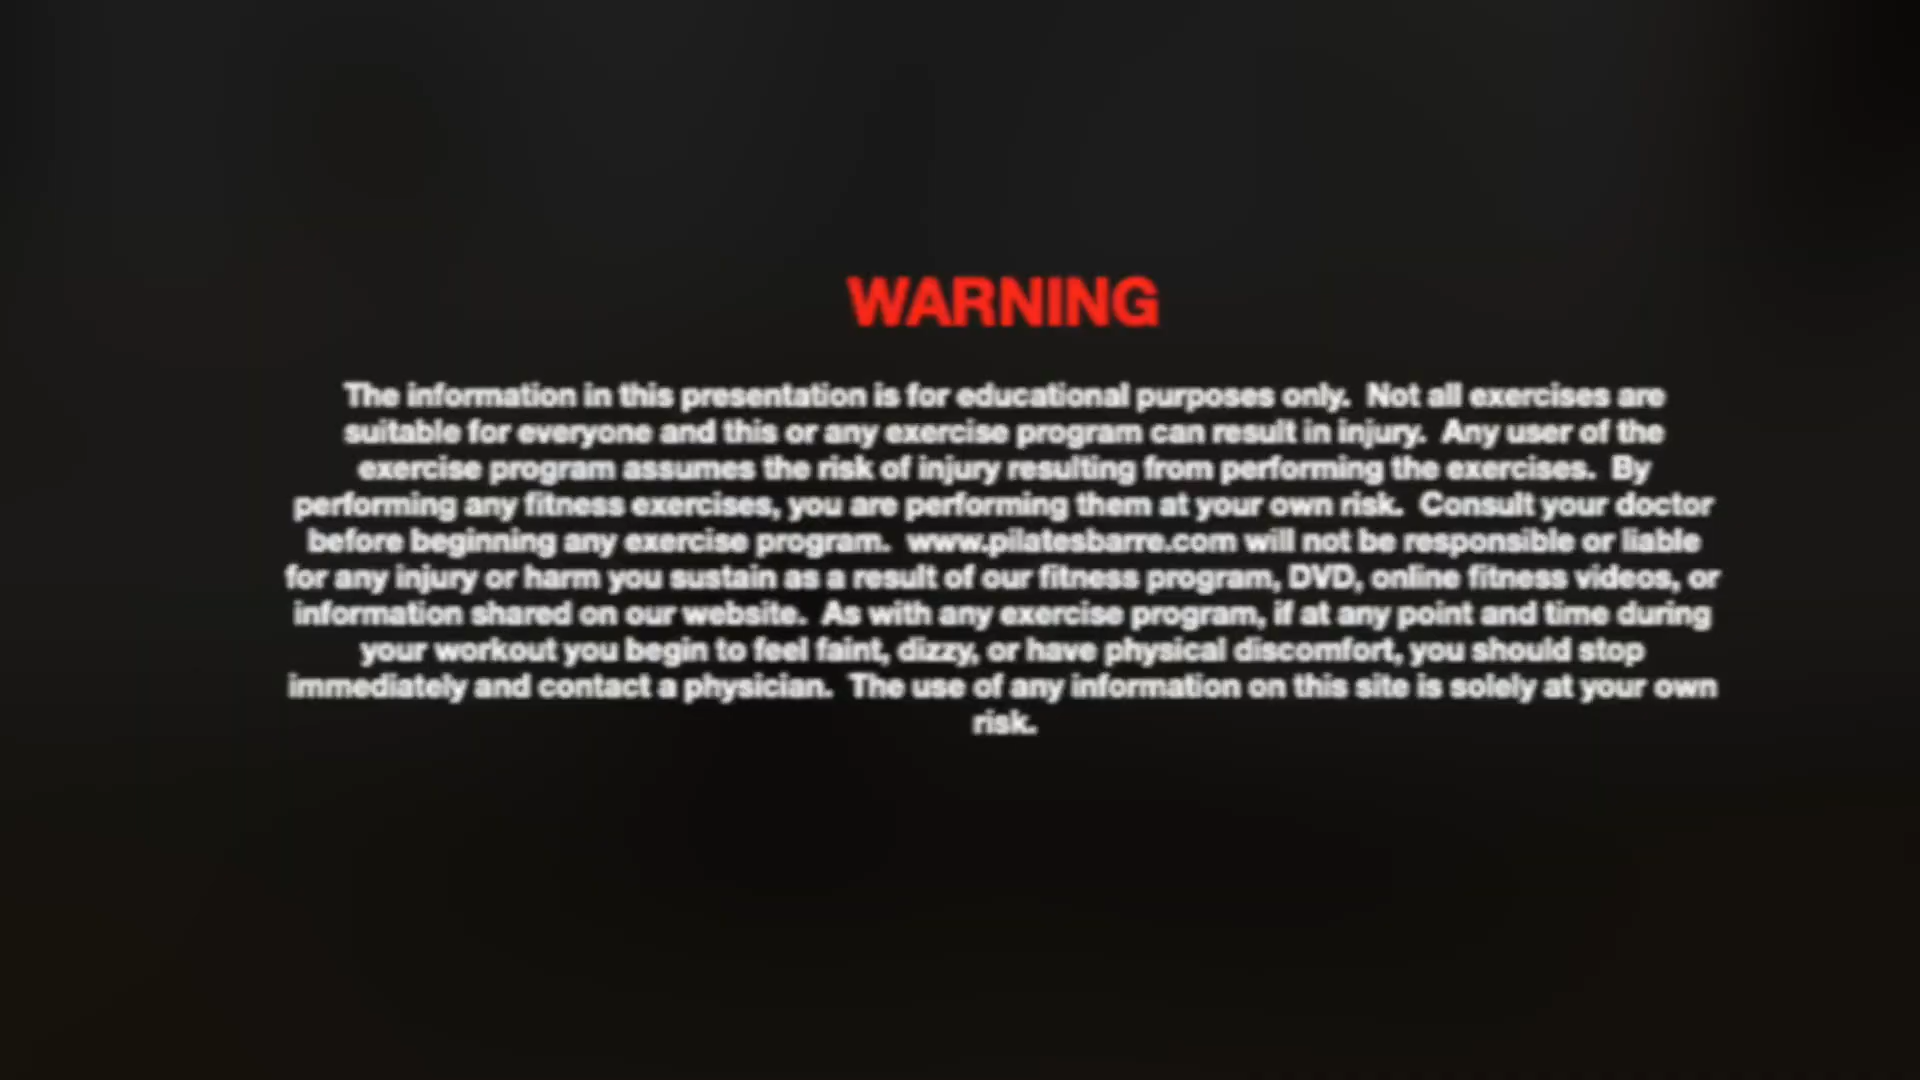 WARNING
The information in this presentation is for educational purposes only.  Not all exercises are
suitable for everyone and this or any exercise program can result in injury.  Any user of the
exercise program assumes the risk of injury resulting from performing the exercises.  By
performing any fitness exercises, you are performing them at your own risk.  Consult your doctor
before beginning any exercise program.  www.pilatesbarre.com will not be responsible or liable
for any injury or harm you sustain as a result of our fitness program, DVD, online fitness videos, or
information shared on our website.  As with any exercise program, if at any point and time during
your workout you begin to feel faint, dizzy, or have physical discomfort, you should stop
immediately and contact a physician.  The use of any information on this site is solely at your own
risk.